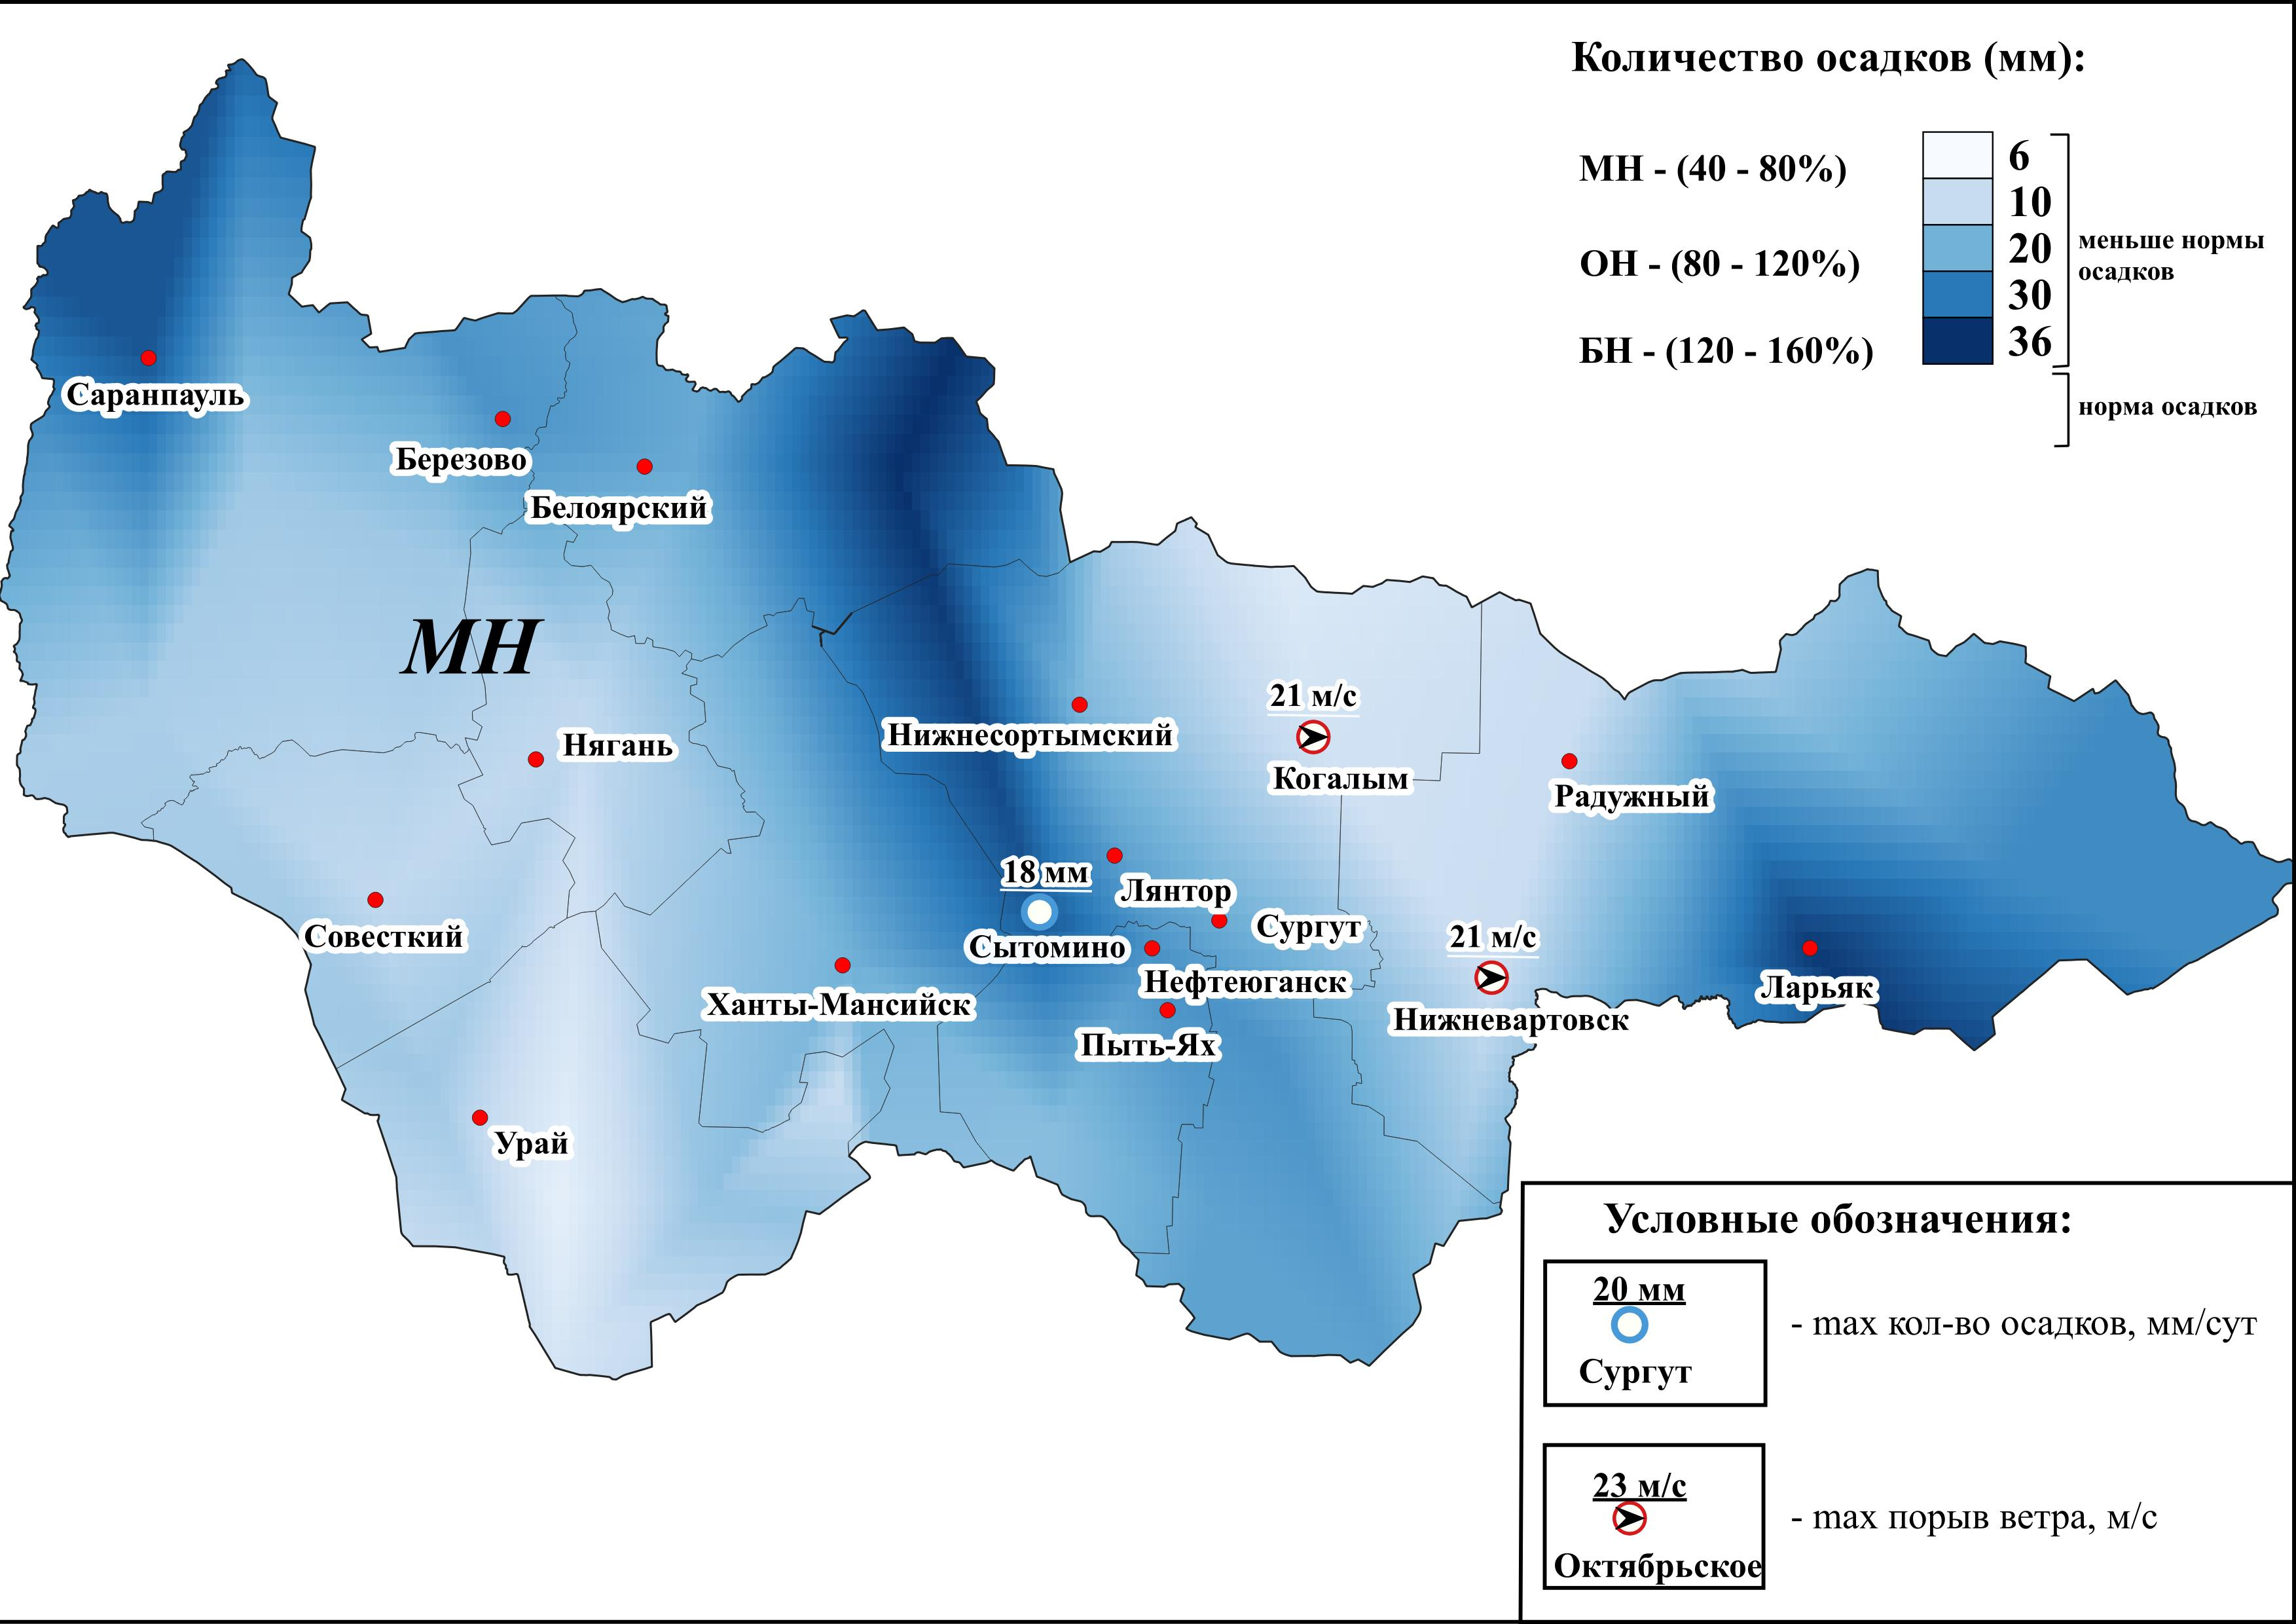 Количество осадков (мм):
МН - (40 - 80%)
ОН - (80 - 120%)
БН - (120 - 160%)
6
10
20
30
36
меньше нормы
осадков
норма осадков
Саранпауль
Березово
Белоярский
МН
Нягань
Нижнесортымский
21 м/с
Когалым
Радужный
Совесткий
18 мм
Сытомино
Лянтор
Сургут
Нефтеюганск
Пыть-Ях
Ханты-Мансийск
21 м/с
Нижневартовск
Ларьяк
Урай
Условные обозначения:
20 мм
Сургут
- max кол-во осадков, мм/сут
23 м/с
Октябрьское
- max порыв ветра, м/с